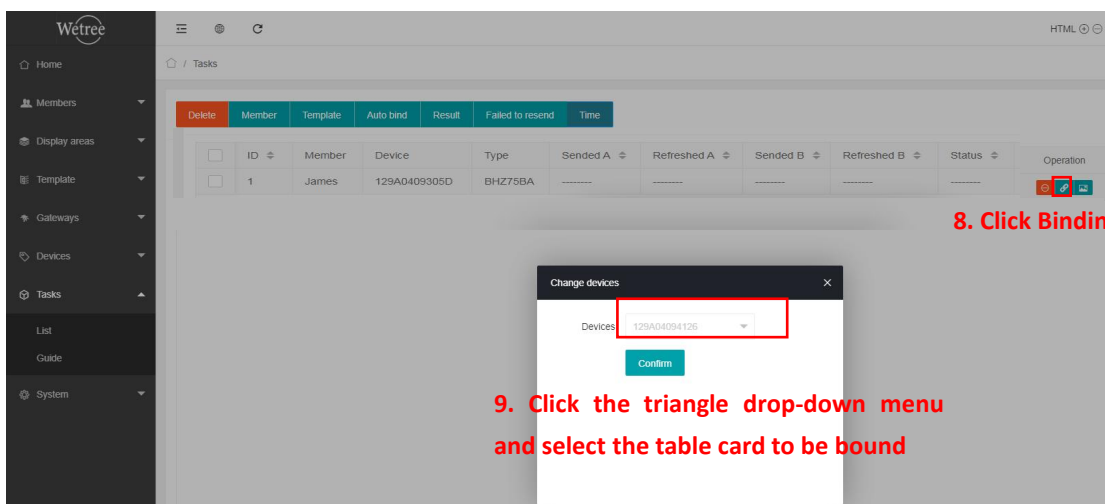 Wetree
HTML
Home
/ Tasks
Members
Delete Member Template Auto bind Result Failed to resend Time
Display areas
ID Member Device Type Sended A Refreshed A Sended B Refreshed B Status Operation
1 James 129A0409305D BHZ75BA -------- -------- -------- -------- --------
Template
Gateways
8. Click Bindin
Devices
Change devices
Tasks
List
Devices 129A04094126
Guide
Confirm
System
9. Click the triangle drop-down menu
and select the table card to be bound